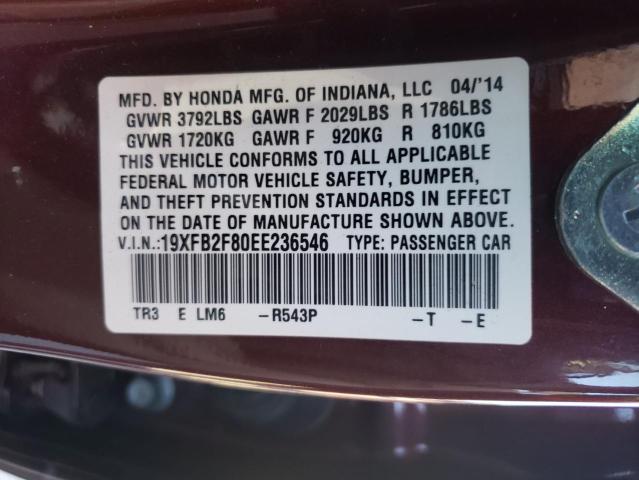 MFD. BY HONDA MFG. OF INDIANA, LLC 04/'14
GVWR 3792LBS GAWR F 2029LBS R 1786LBS
GVWR 1720KG GAWR F 920KG R 810KG
THIS VEHICLE CONFORMS TO ALL APPLICABLE
FEDERAL MOTOR VEHICLE SAFETY, BUMPER,
AND THEFT PREVENTION STANDARDS IN EFFECT
ON THE DATE OF MANUFACTURE SHOWN ABOVE.
V.I.N.:19XFB2F80EE236546 TYPE: PASSENGER CAR
TR3 E LM6 -R543P -T -E